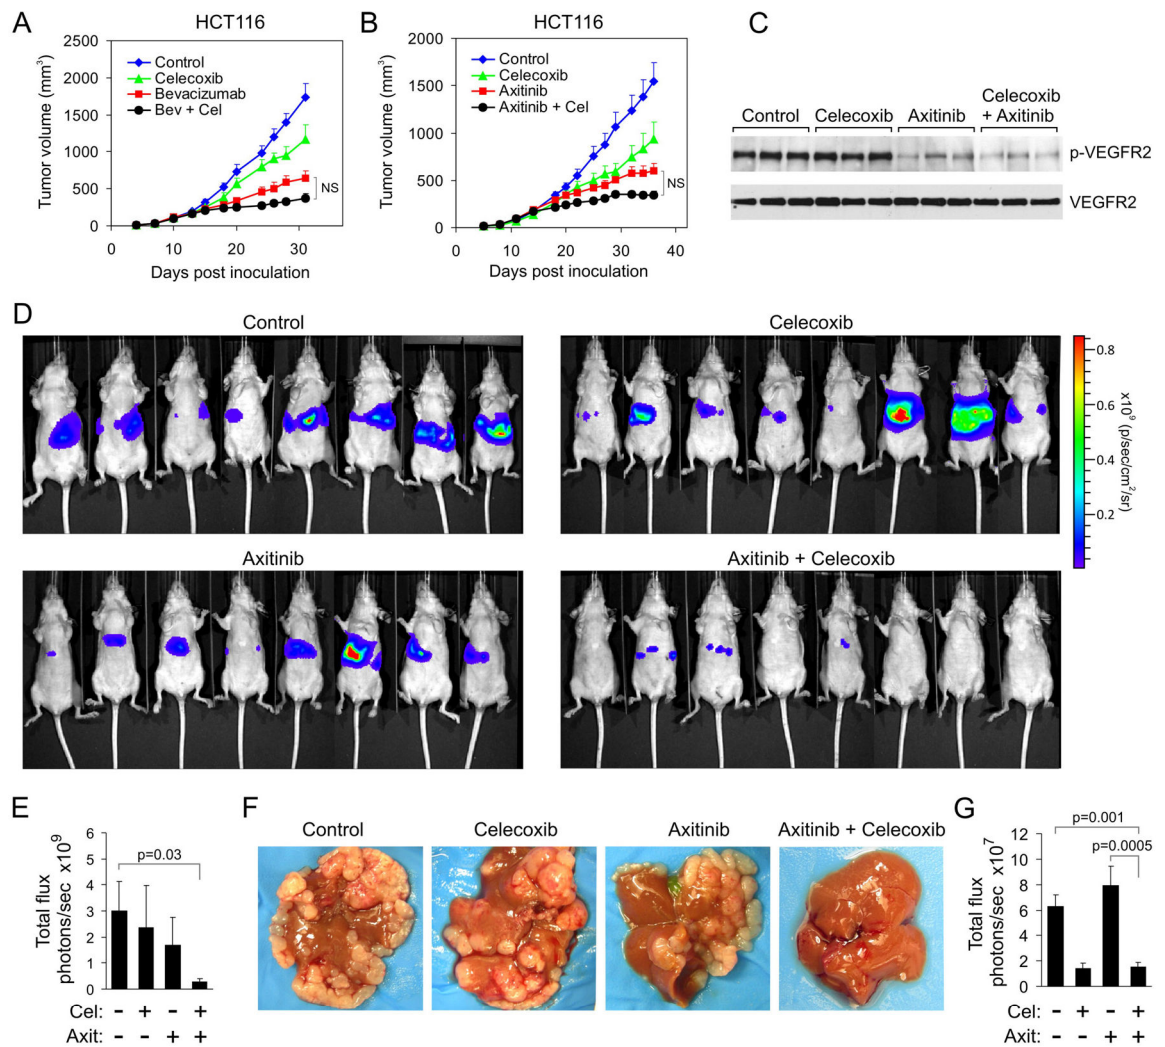 A
HCT116
Tumor volume (mm³)
2500
2000
1500
1000
500
0
Control
Celecoxib
Bevacizumab
Bev + Cel
NS
0 10 20 30
Days post inoculation
B
HCT116
Tumor volume (mm³)
2000
1500
1000
500
0
Control
Celecoxib
Axitinib
Axitinib + Cel
NS
0 10 20 30 40
Days post inoculation
C
Control
Celecoxib
Axitinib
Celecoxib
+ Axitinib
p-VEGFR2
VEGFR2
D
Control
Celecoxib
0.8
0.6
0.4
0.2
x10⁹ (p/sec/cm²/sr)
Axitinib
Axitinib + Celecoxib
E
Total flux
photons/sec x10⁹
6
5
4
3
2
1
0
p=0.03
Cel: - + - +
Axit: - - + +
F
Control
Celecoxib
Axitinib
Axitinib + Celecoxib
G
Total flux
photons/sec x10⁷
12
10
8
6
4
2
0
p=0.001
p=0.0005
Cel: - + - +
Axit: - - + +